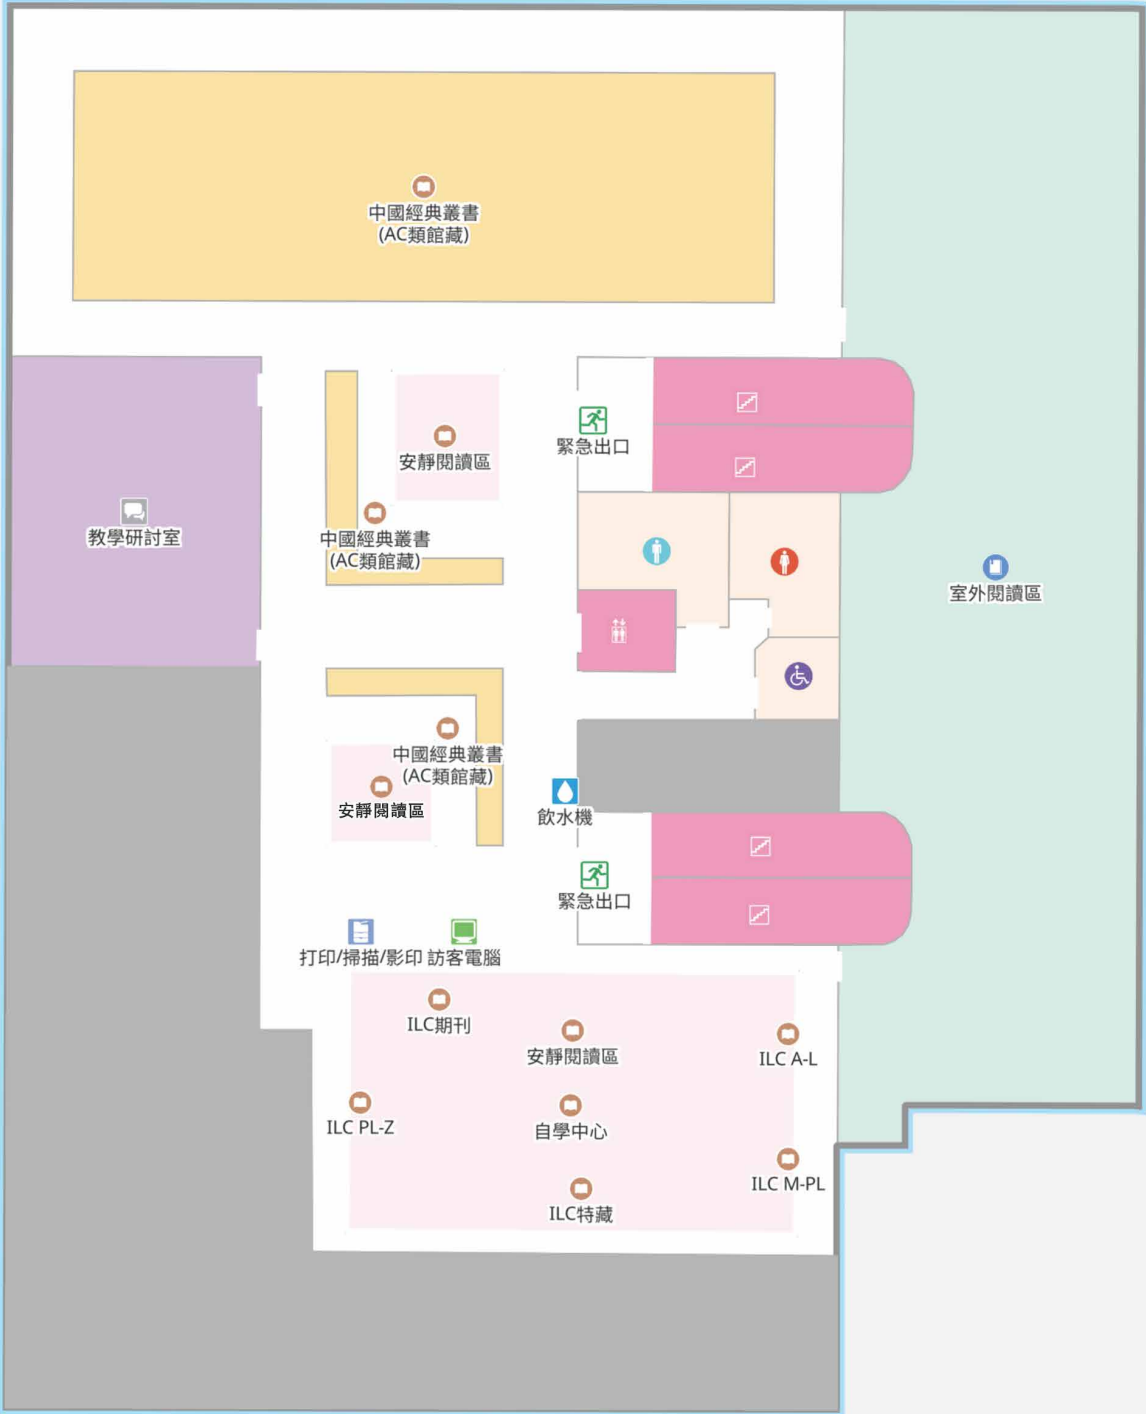 中國經典叢書
(AC類館藏)
緊急出口
安靜閱讀區
教學研討室
中國經典叢書
(AC類館藏)
室外閱讀區
中國經典叢書
(AC類館藏)
安靜閱讀區
飲水機
緊急出口
打印/掃描/影印
訪客電腦
ILC期刊
安靜閱讀區
ILC A-L
ILC PL-Z
自學中心
ILC M-PL
ILC特藏